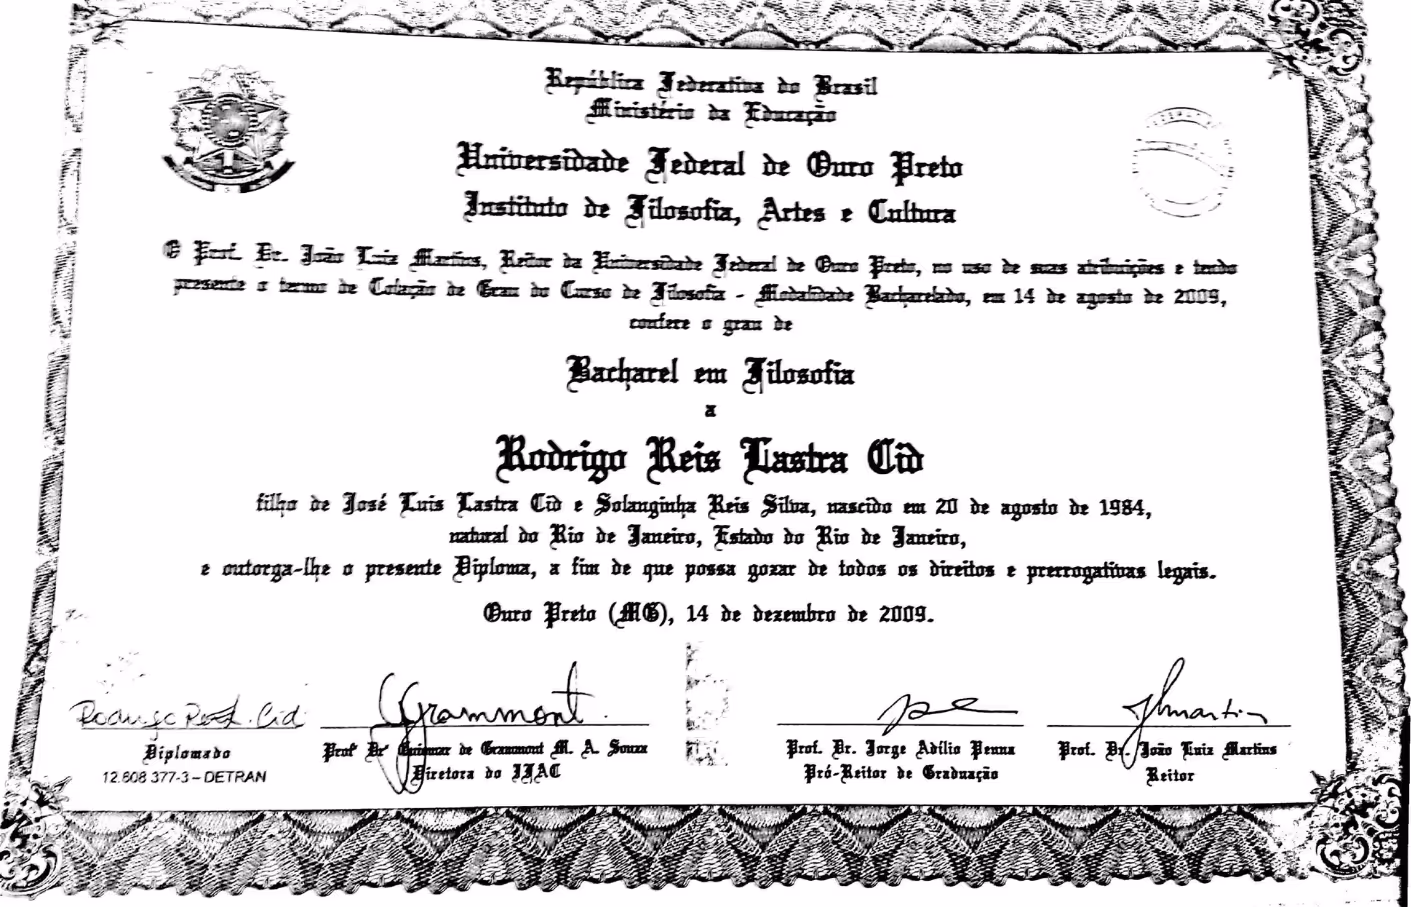 República Federativa do Brasil
Ministério da Educação
Universidade Federal de Ouro Preto
Instituto de Filosofia, Artes e Cultura
O Prof. Dr. João Luiz Martins, Reitor da Universidade Federal de Ouro Preto, no uso de suas atribuições e tendo
presente o termo de Colação de Grau do Curso de Filosofia - Modalidade Bacharelado, em 14 de agosto de 2009,
confere o grau de
Bacharel em Filosofia
a
Rodrigo Reis Lastra Cid
filho de José Luis Lastra Cid e Solanginha Reis Silva, nascido em 20 de agosto de 1984,
natural do Rio de Janeiro, Estado do Rio de Janeiro,
e outorga-lhe o presente Diploma, a fim de que possa gozar de todos os direitos e prerrogativas legais.
Ouro Preto (MG), 14 de dezembro de 2009.
Grammont
Diplomado
12.608 377-3 – DETRAN
Profª Drª Guiomar de Grammont M. A. Souza
Diretora do IFAC
Prof. Dr. Jorge Adílio Penna
Pró-Reitor de Graduação
Prof. Dr. João Luiz Martins
Reitor